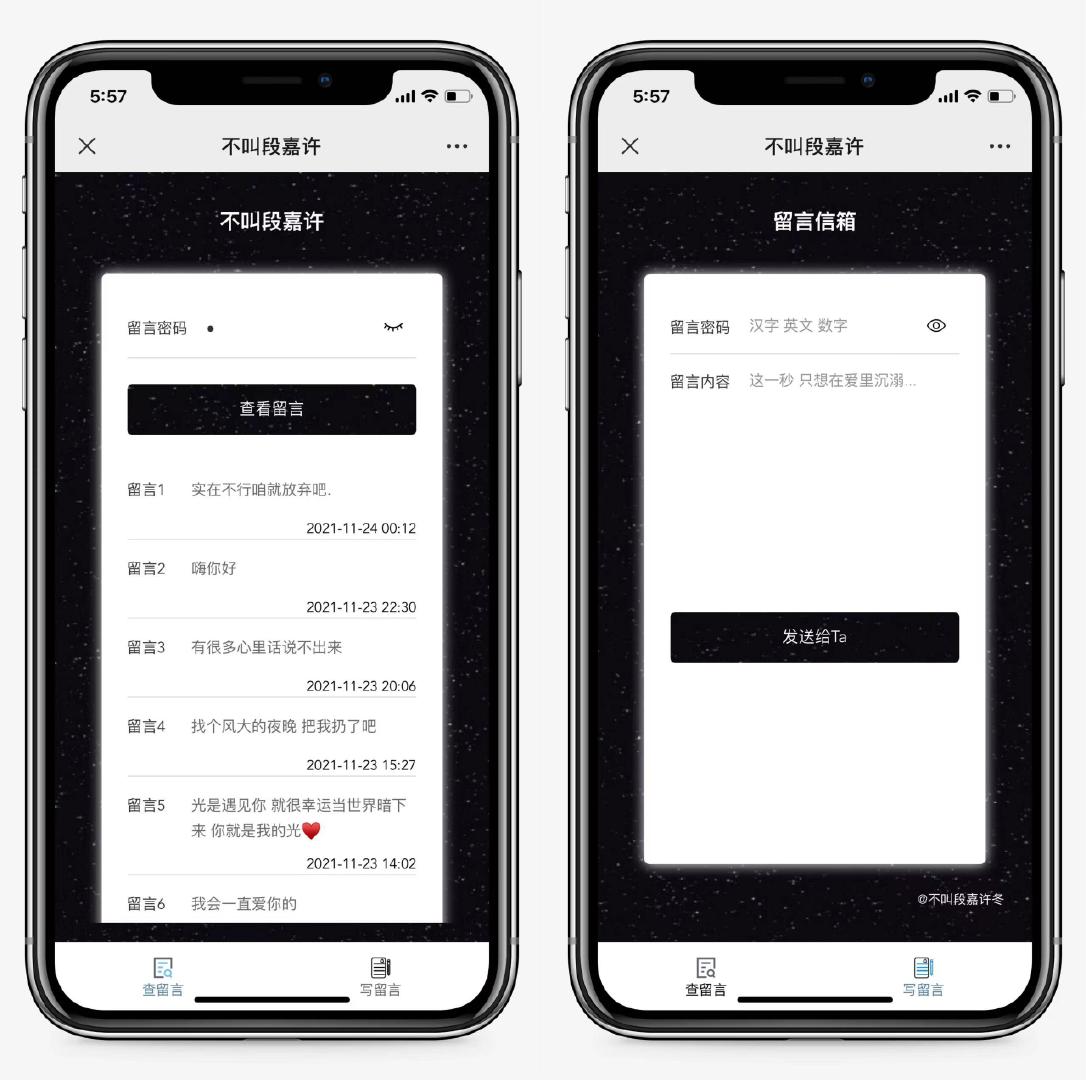 5:57
不叫段嘉许
不叫段嘉许
留言密码 •
查看留言
留言1 实在不行咱就放弃吧.
2021-11-24 00:12
留言2 嗨你好
2021-11-23 22:30
留言3 有很多心里话说不出来
2021-11-23 20:06
留言4 找个风大的夜晚 把我扔了吧
2021-11-23 15:27
留言5 光是遇见你 就很幸运当世界暗下
来 你就是我的光♥️
2021-11-23 14:02
留言6 我会一直爱你的
查留言 写留言
5:57
不叫段嘉许
留言信箱
留言密码 汉字 英文 数字
留言内容 这一秒 只想在爱里沉溺...
发送给Ta
@不叫段嘉许冬
查留言 写留言